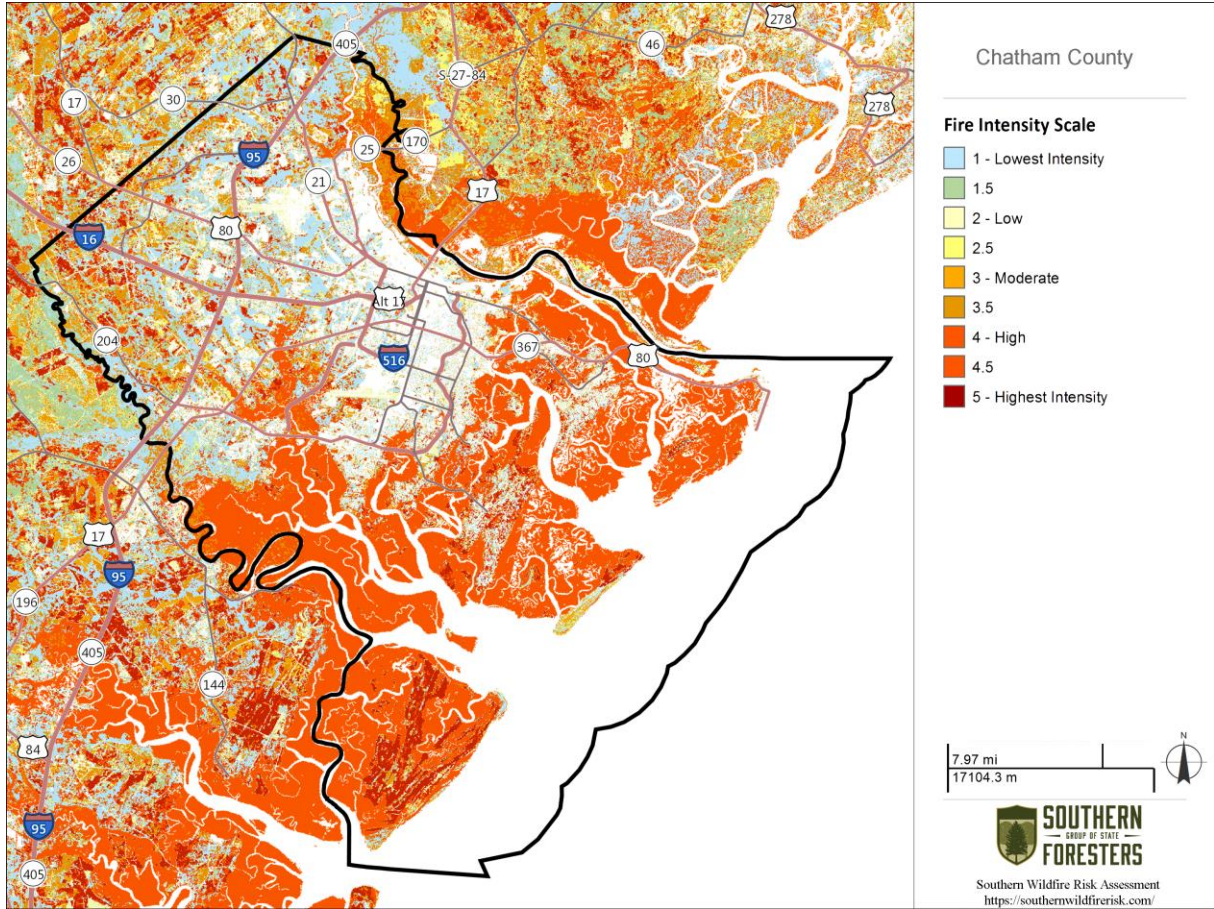 Chatham County
Fire Intensity Scale
1 - Lowest Intensity
1.5
2 - Low
2.5
3 - Moderate
3.5
4 - High
4.5
5 - Highest Intensity
7.97 mi
17104.3 m
N
SOUTHERN
GROUP OF STATE
FORESTERS
Southern Wildfire Risk Assessment
https://southernwildfirerisk.com/
278
405
46
S-27-84
17
30
278
26
95
25
170
21
17
80
16
Alt 17
204
516
367
80
17
95
196
405
144
84
95
405